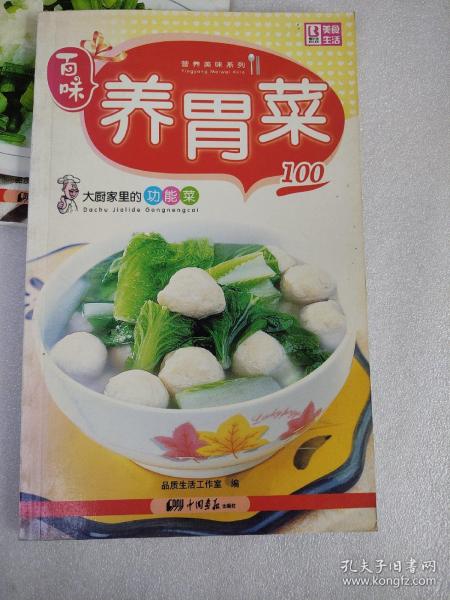 美食
生活
营养美味系列
Yingyang Meiwei Xilie
百味
养胃菜
100
大厨家里的功能菜
Dachu Jialide Gongnengcai
品质生活工作室 编
中国画报出版社
孔夫子旧书网
www.kongfz.com